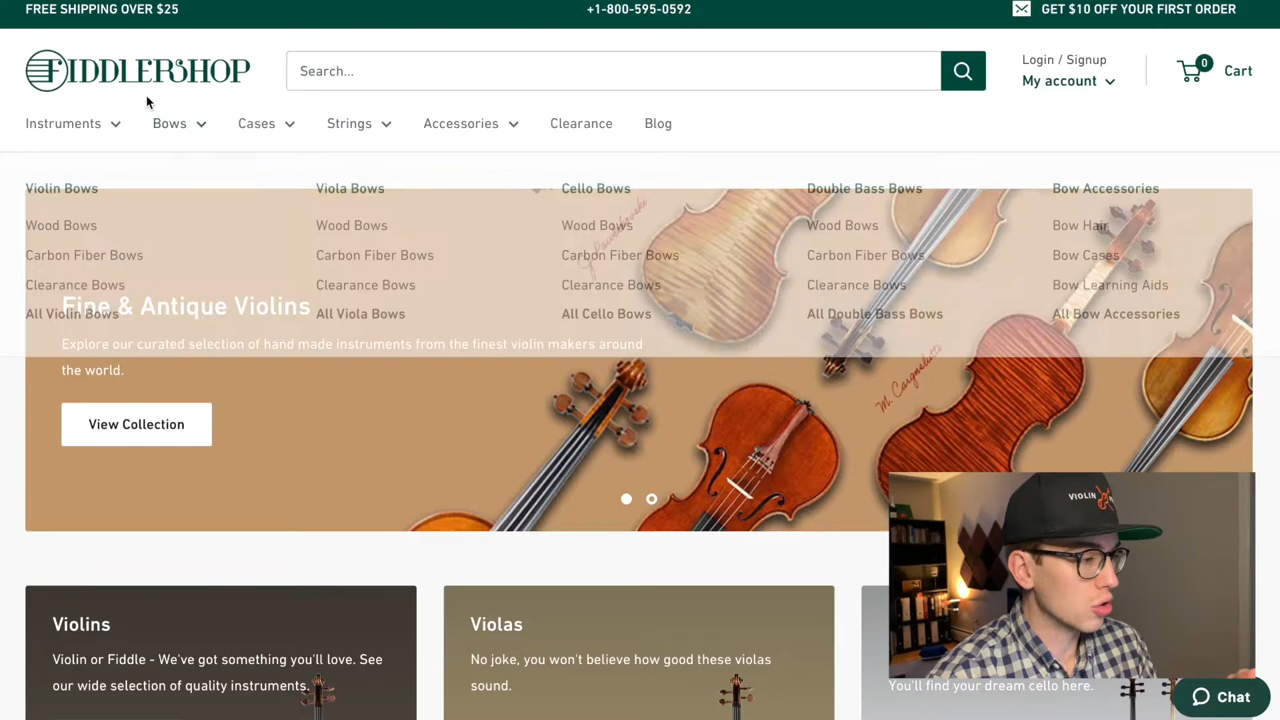 FREE SHIPPING OVER $25
+1-800-595-0592
GET $10 OFF YOUR FIRST ORDER
FIDDLERSHOP
Search...
Login / Signup
My account
0
Cart
Instruments
Bows
Cases
Strings
Accessories
Clearance
Blog
Violin Bows
Viola Bows
Cello Bows
Double Bass Bows
Bow Accessories
Wood Bows
Wood Bows
Wood Bows
Wood Bows
Bow Hair
Carbon Fiber Bows
Carbon Fiber Bows
Carbon Fiber Bows
Carbon Fiber Bows
Bow Cases
Clearance Bows
Clearance Bows
Clearance Bows
Clearance Bows
Bow Learning Aids
All Violin Bows
All Viola Bows
All Cello Bows
All Double Bass Bows
All Bow Accessories
Fine & Antique Violins
Explore our curated selection of hand made instruments from the finest violin makers around
the world.
View Collection
VIOLIN
Violins
Violin or Fiddle - We've got something you'll love. See
our wide selection of quality instruments.
Violas
No joke, you won't believe how good these violas
sound.
You'll find your dream cello here.
Chat